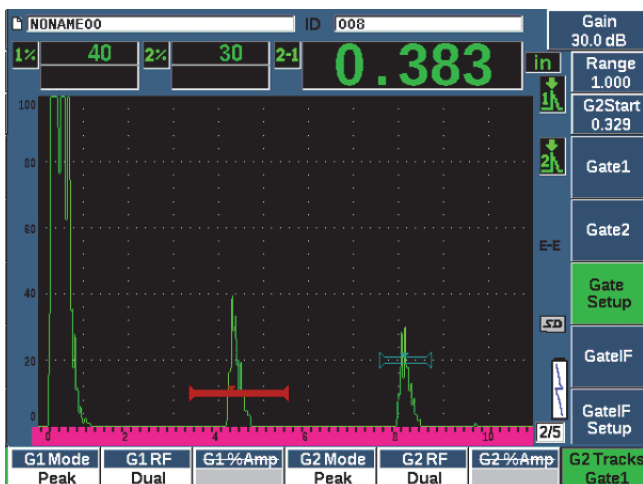 NONAME00 ID 008
1% 40 2% 30 2-1 0.383 in
Gain
30.0 dB
Range
1.000
G2Start
0.329
Gate1
Gate2
Gate
Setup
GateIF
GateIF
Setup
1
2
E-E
SD
2/5
100
80
60
40
20
0
0 2 4 6 8 10
G1 Mode
Peak
G1 RF
Dual
G1 %Amp
G2 Mode
Peak
G2 RF
Dual
G2 %Amp
G2 Tracks
Gate1